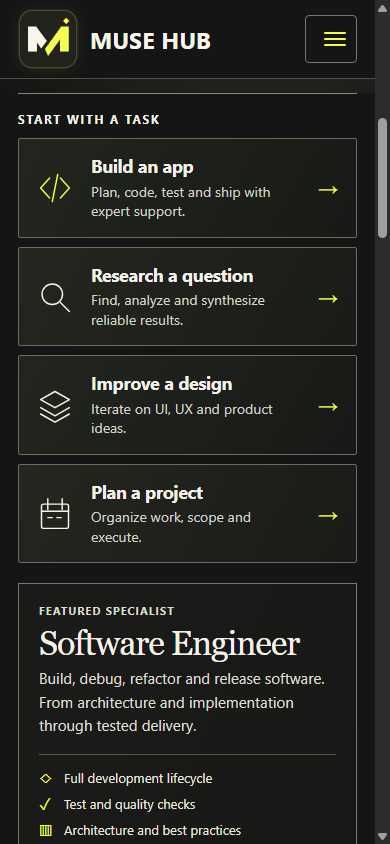 MUSE HUB
START WITH A TASK
Build an app
Plan, code, test and ship with
expert support.
Research a question
Find, analyze and synthesize
reliable results.
Improve a design
Iterate on UI, UX and product
ideas.
Plan a project
Organize work, scope and
execute.
FEATURED SPECIALIST
Software Engineer
Build, debug, refactor and release software.
From architecture and implementation
through tested delivery.
Full development lifecycle
Test and quality checks
Architecture and best practices